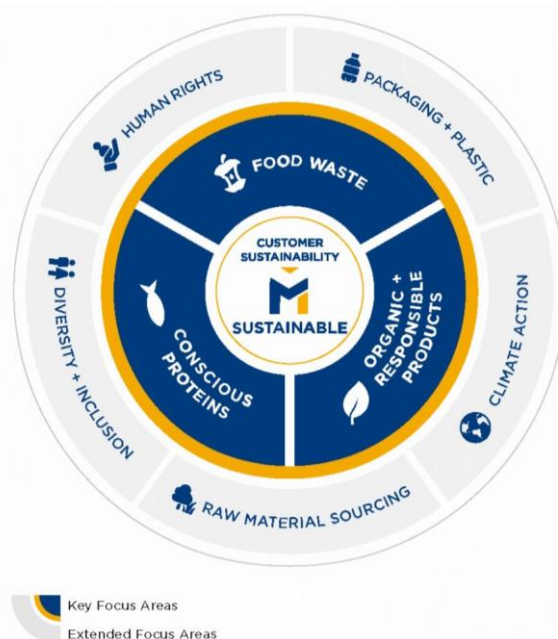 HUMAN RIGHTS
PACKAGING + PLASTIC
FOOD WASTE
CUSTOMER
SUSTAINABILITY
M
SUSTAINABLE
ORGANIC +
RESPONSIBLE
PRODUCTS
CONSCIOUS
PROTEINS
DIVERSITY + INCLUSION
CLIMATE ACTION
RAW MATERIAL SOURCING
Key Focus Areas
Extended Focus Areas